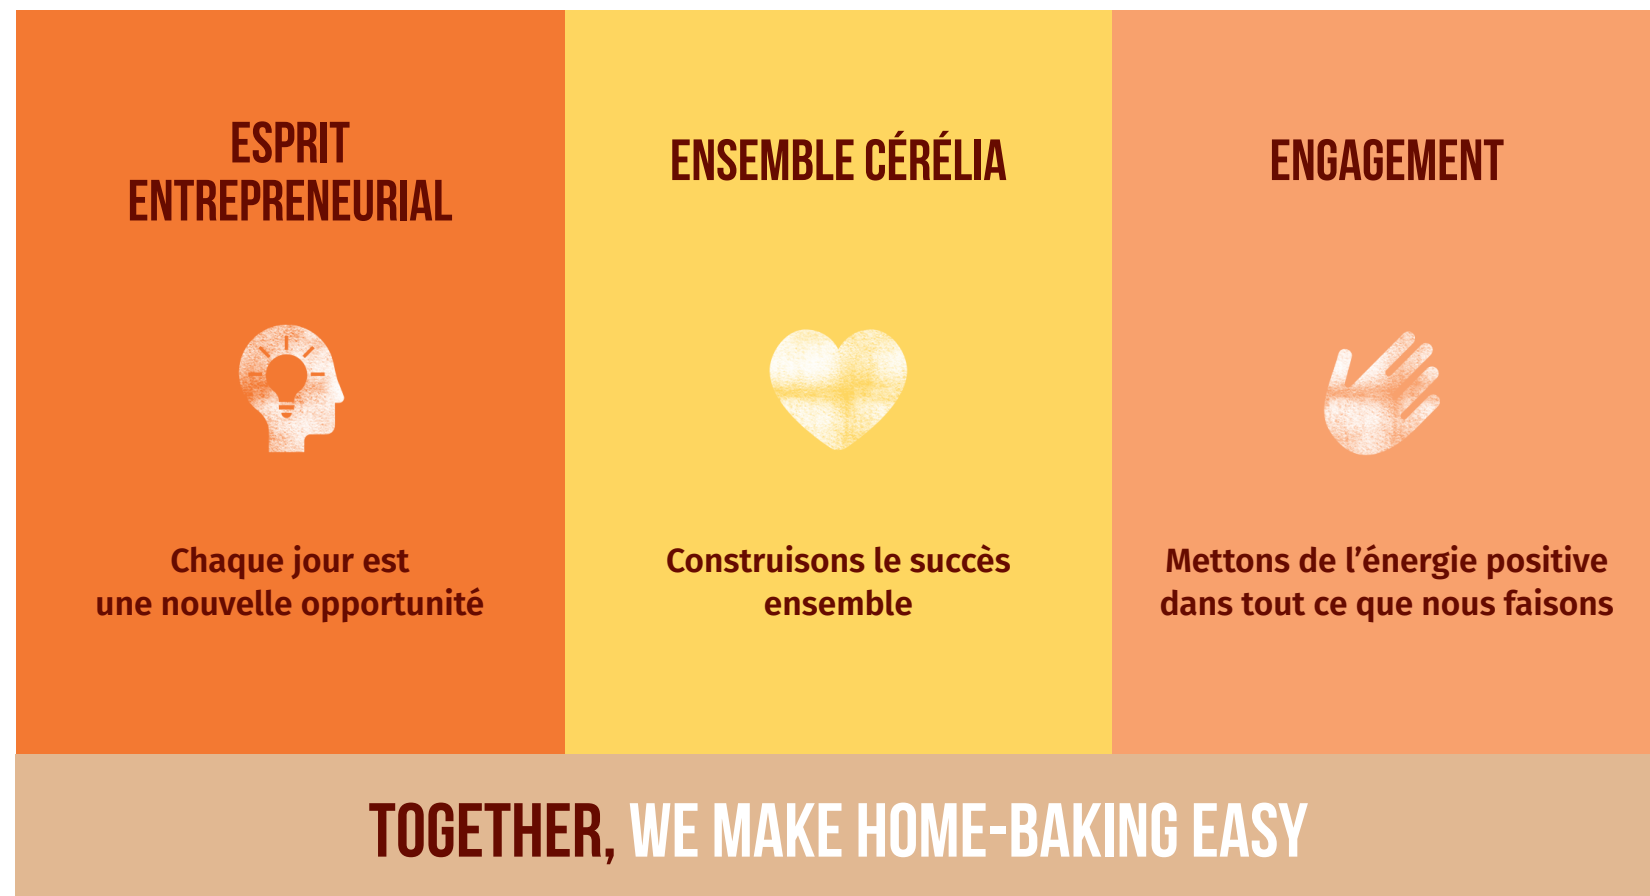 ESPRIT
ENTREPRENEURIAL
Chaque jour est
une nouvelle opportunité
ENSEMBLE CÉRÉLIA
Construisons le succès
ensemble
ENGAGEMENT
Mettons de l’énergie positive
dans tout ce que nous faisons
TOGETHER, WE MAKE HOME-BAKING EASY